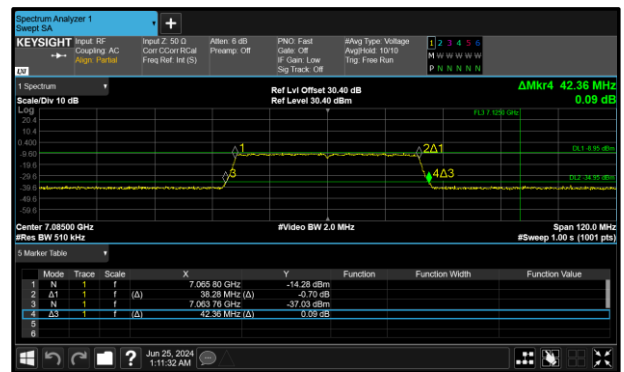 Spectrum Analyzer 1
Swept SA
KEYSIGHT Input: RF Input Z: 50 Ω Atten: 6 dB PNO: Fast #Avg Type: Voltage 1 2 3 4 5 6
Coupling: AC Corr CCorr RCal Preamp: Off Gate: Off Avg|Hold: 10/10 M W W W W W
Align: Partial Freq Ref: Int (S) IF Gain: Low Trig: Free Run
LXI Sig Track: Off P N N N N N
1 Spectrum Ref Lvl Offset 30.40 dB ΔMkr4 42.36 MHz
Scale/Div 10 dB Ref Level 30.40 dBm 0.09 dB
Log
20.4 FL3 7.1250 GHz
10.4
0.400 1 2Δ1 DL1 -8.95 dBm
-9.60
-19.6 3 4Δ3
-29.6 DL2 -34.95 dBm
-39.6
-49.6
-59.6
Center 7.08500 GHz #Video BW 2.0 MHz Span 120.0 MHz
#Res BW 510 kHz #Sweep 1.00 s (1001 pts)
5 Marker Table
Mode Trace Scale X Y Function Function Width Function Value
1 N 1 f 7.065 80 GHz -14.28 dBm
2 Δ1 1 f (Δ) 38.28 MHz (Δ) -0.70 dB
3 N 1 f 7.063 76 GHz -37.03 dBm
4 Δ3 1 f (Δ) 42.36 MHz (Δ) 0.09 dB
5
6
? Jun 25, 2024
1:11:32 AM